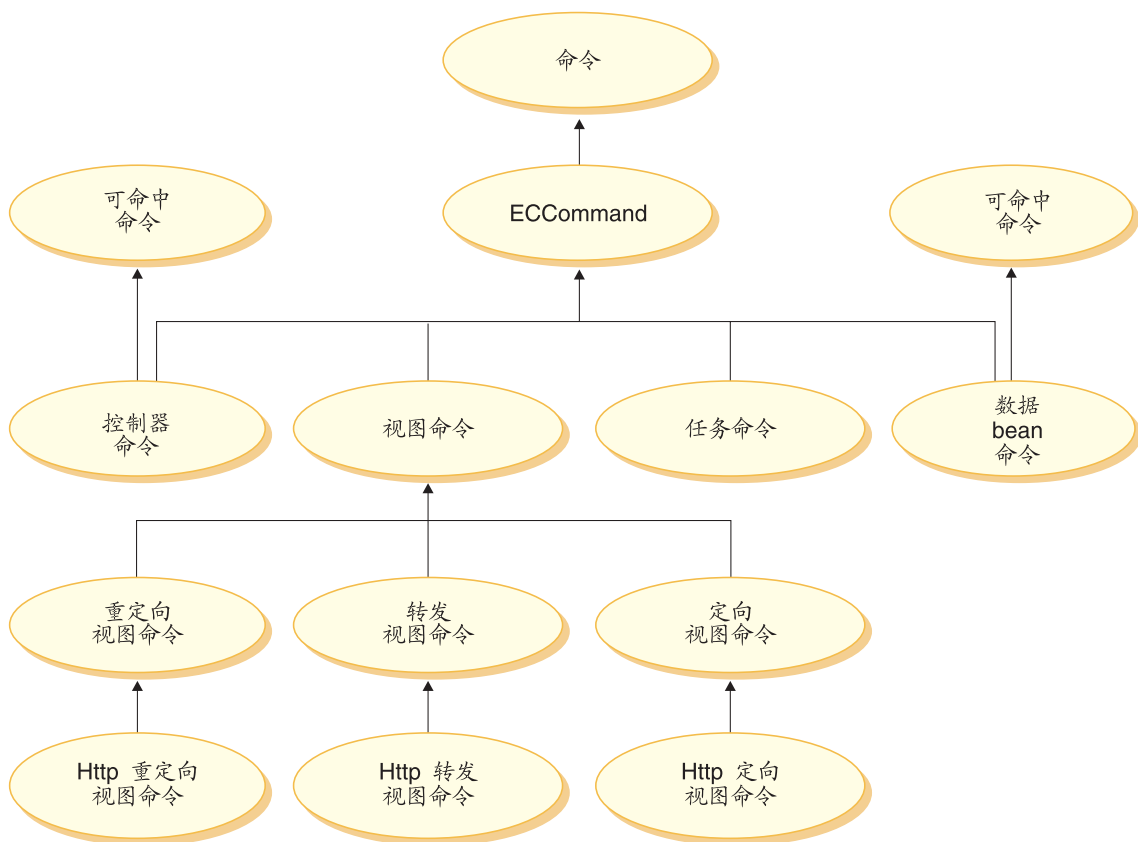 命令
可命中
命令
ECCommand
可命中
命令
控制器
命令
视图命令
任务命令
数据
bean
命令
重定向
视图命令
转发
视图命令
定向
视图命令
Http 重定向
视图命令
Http 转发
视图命令
Http 定向
视图命令